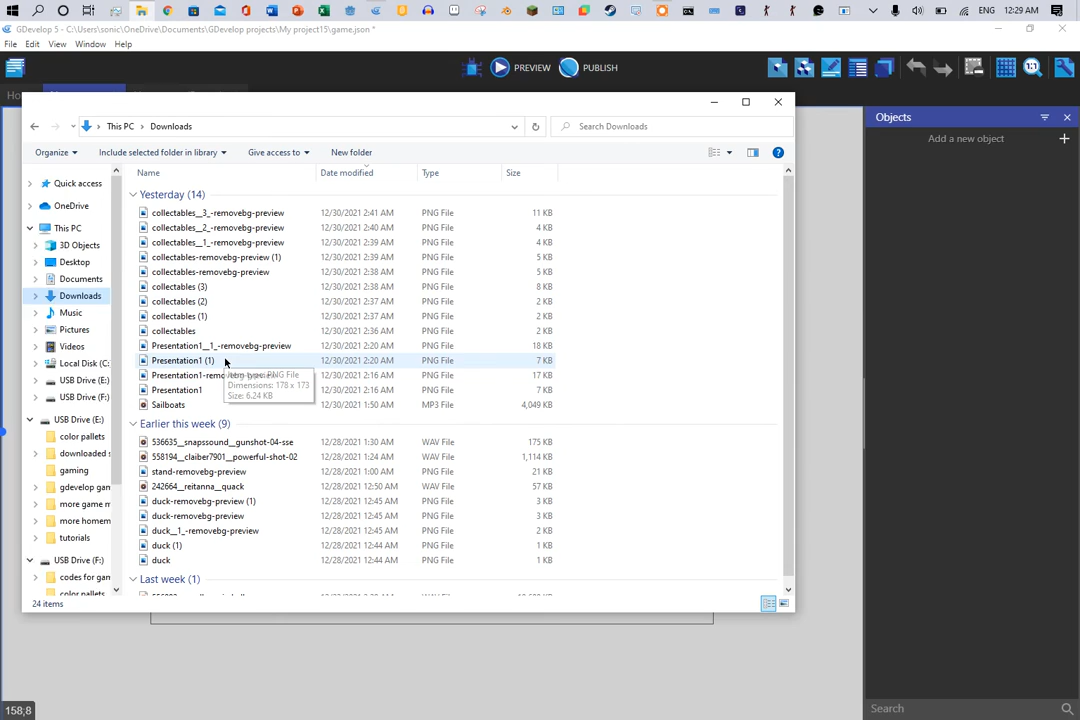 ENG 12:29 AM
GDevelop 5 - C:\Users\sonic\OneDrive\Documents\GDevelop projects\My project15\game.json *
File Edit View Window Help
PREVIEW PUBLISH
Ho
Objects
Add a new object
This PC > Downloads
Search Downloads
Organize Include selected folder in library Give access to New folder
Name Date modified Type Size
Quick access
OneDrive
This PC
3D Objects
Desktop
Documents
Downloads
Music
Pictures
Videos
Local Disk (C:
USB Drive (E:)
USB Drive (F:)
USB Drive (E:)
color pallets
downloaded s
gaming
gdevelop gam
more game m
more homem
tutorials
USB Drive (F:)
codes for gam
color pallets
Yesterday (14)
collectables__3_-removebg-preview 12/30/2021 2:41 AM PNG File 11 KB
collectables__2_-removebg-preview 12/30/2021 2:40 AM PNG File 4 KB
collectables__1_-removebg-preview 12/30/2021 2:39 AM PNG File 4 KB
collectables-removebg-preview (1) 12/30/2021 2:39 AM PNG File 5 KB
collectables-removebg-preview 12/30/2021 2:38 AM PNG File 5 KB
collectables (3) 12/30/2021 2:38 AM PNG File 8 KB
collectables (2) 12/30/2021 2:37 AM PNG File 2 KB
collectables (1) 12/30/2021 2:37 AM PNG File 2 KB
collectables 12/30/2021 2:36 AM PNG File 2 KB
Presentation1__1_-removebg-preview 12/30/2021 2:20 AM PNG File 18 KB
Presentation1 (1) 12/30/2021 2:20 AM PNG File 7 KB
Presentation1-remo 12/30/2021 2:16 AM PNG File 17 KB
Item type: PNG File
Dimensions: 178 x 173
Size: 6.24 KB
Presentation1 12/30/2021 2:16 AM PNG File 7 KB
Sailboats 12/30/2021 1:50 AM MP3 File 4,049 KB
Earlier this week (9)
536635__snapssound__gunshot-04-sse 12/28/2021 1:30 AM WAV File 175 KB
558194__claiber7901__powerful-shot-02 12/28/2021 1:24 AM WAV File 1,114 KB
stand-removebg-preview 12/28/2021 1:00 AM PNG File 21 KB
242664__reitanna__quack 12/28/2021 12:50 AM WAV File 57 KB
duck-removebg-preview (1) 12/28/2021 12:45 AM PNG File 3 KB
duck-removebg-preview 12/28/2021 12:45 AM PNG File 3 KB
duck__1_-removebg-preview 12/28/2021 12:45 AM PNG File 2 KB
duck (1) 12/28/2021 12:44 AM PNG File 1 KB
duck 12/28/2021 12:44 AM PNG File 1 KB
Last week (1)
24 items
158;8
Search